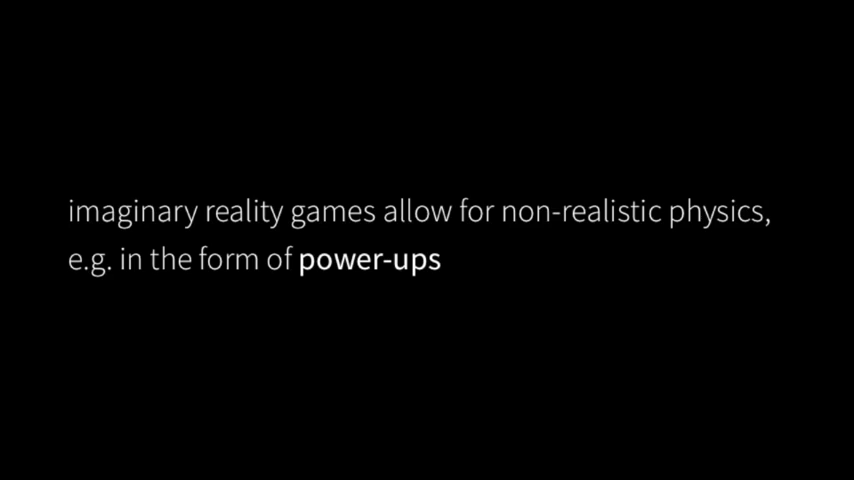 imaginary reality games allow for non-realistic physics,
e.g. in the form of power-ups